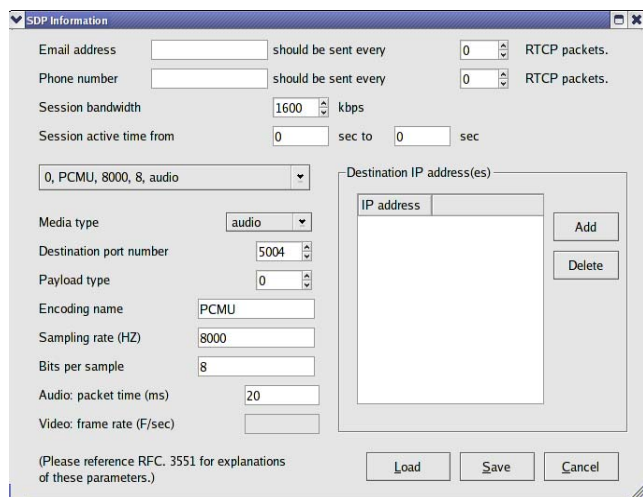 SDP Information
Email address should be sent every 0 RTCP packets.
Phone number should be sent every 0 RTCP packets.
Session bandwidth 1600 kbps
Session active time from 0 sec to 0 sec
0, PCMU, 8000, 8, audio
Destination IP address(es)
IP address
Add
Delete
Media type audio
Destination port number 5004
Payload type 0
Encoding name PCMU
Sampling rate (HZ) 8000
Bits per sample 8
Audio: packet time (ms) 20
Video: frame rate (F/sec)
(Please reference RFC. 3551 for explanations
of these parameters.)
Load Save Cancel